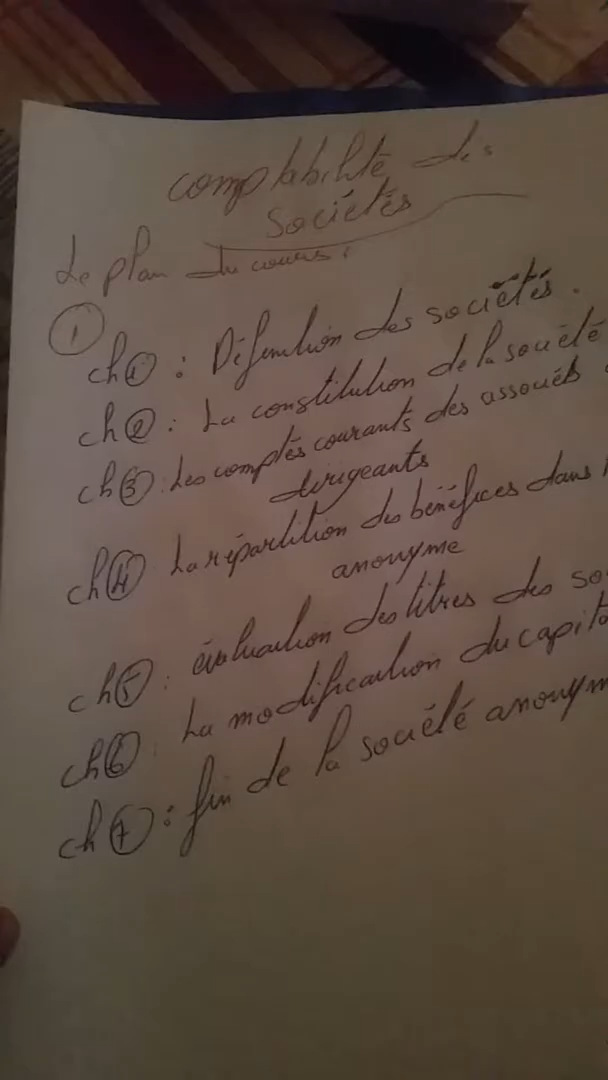 comptabilité des
sociétés
Le plan du cours :
①
ch① : Définition des sociétés.
ch② : La constitution de la société
ch③ : Les comptes courants des associés
dirigeants
ch④ La répartition des bénéfices dans
anonyme
ch⑤ : évaluation des titres des
ch⑥ : La modification du
ch⑦ : fin de la société